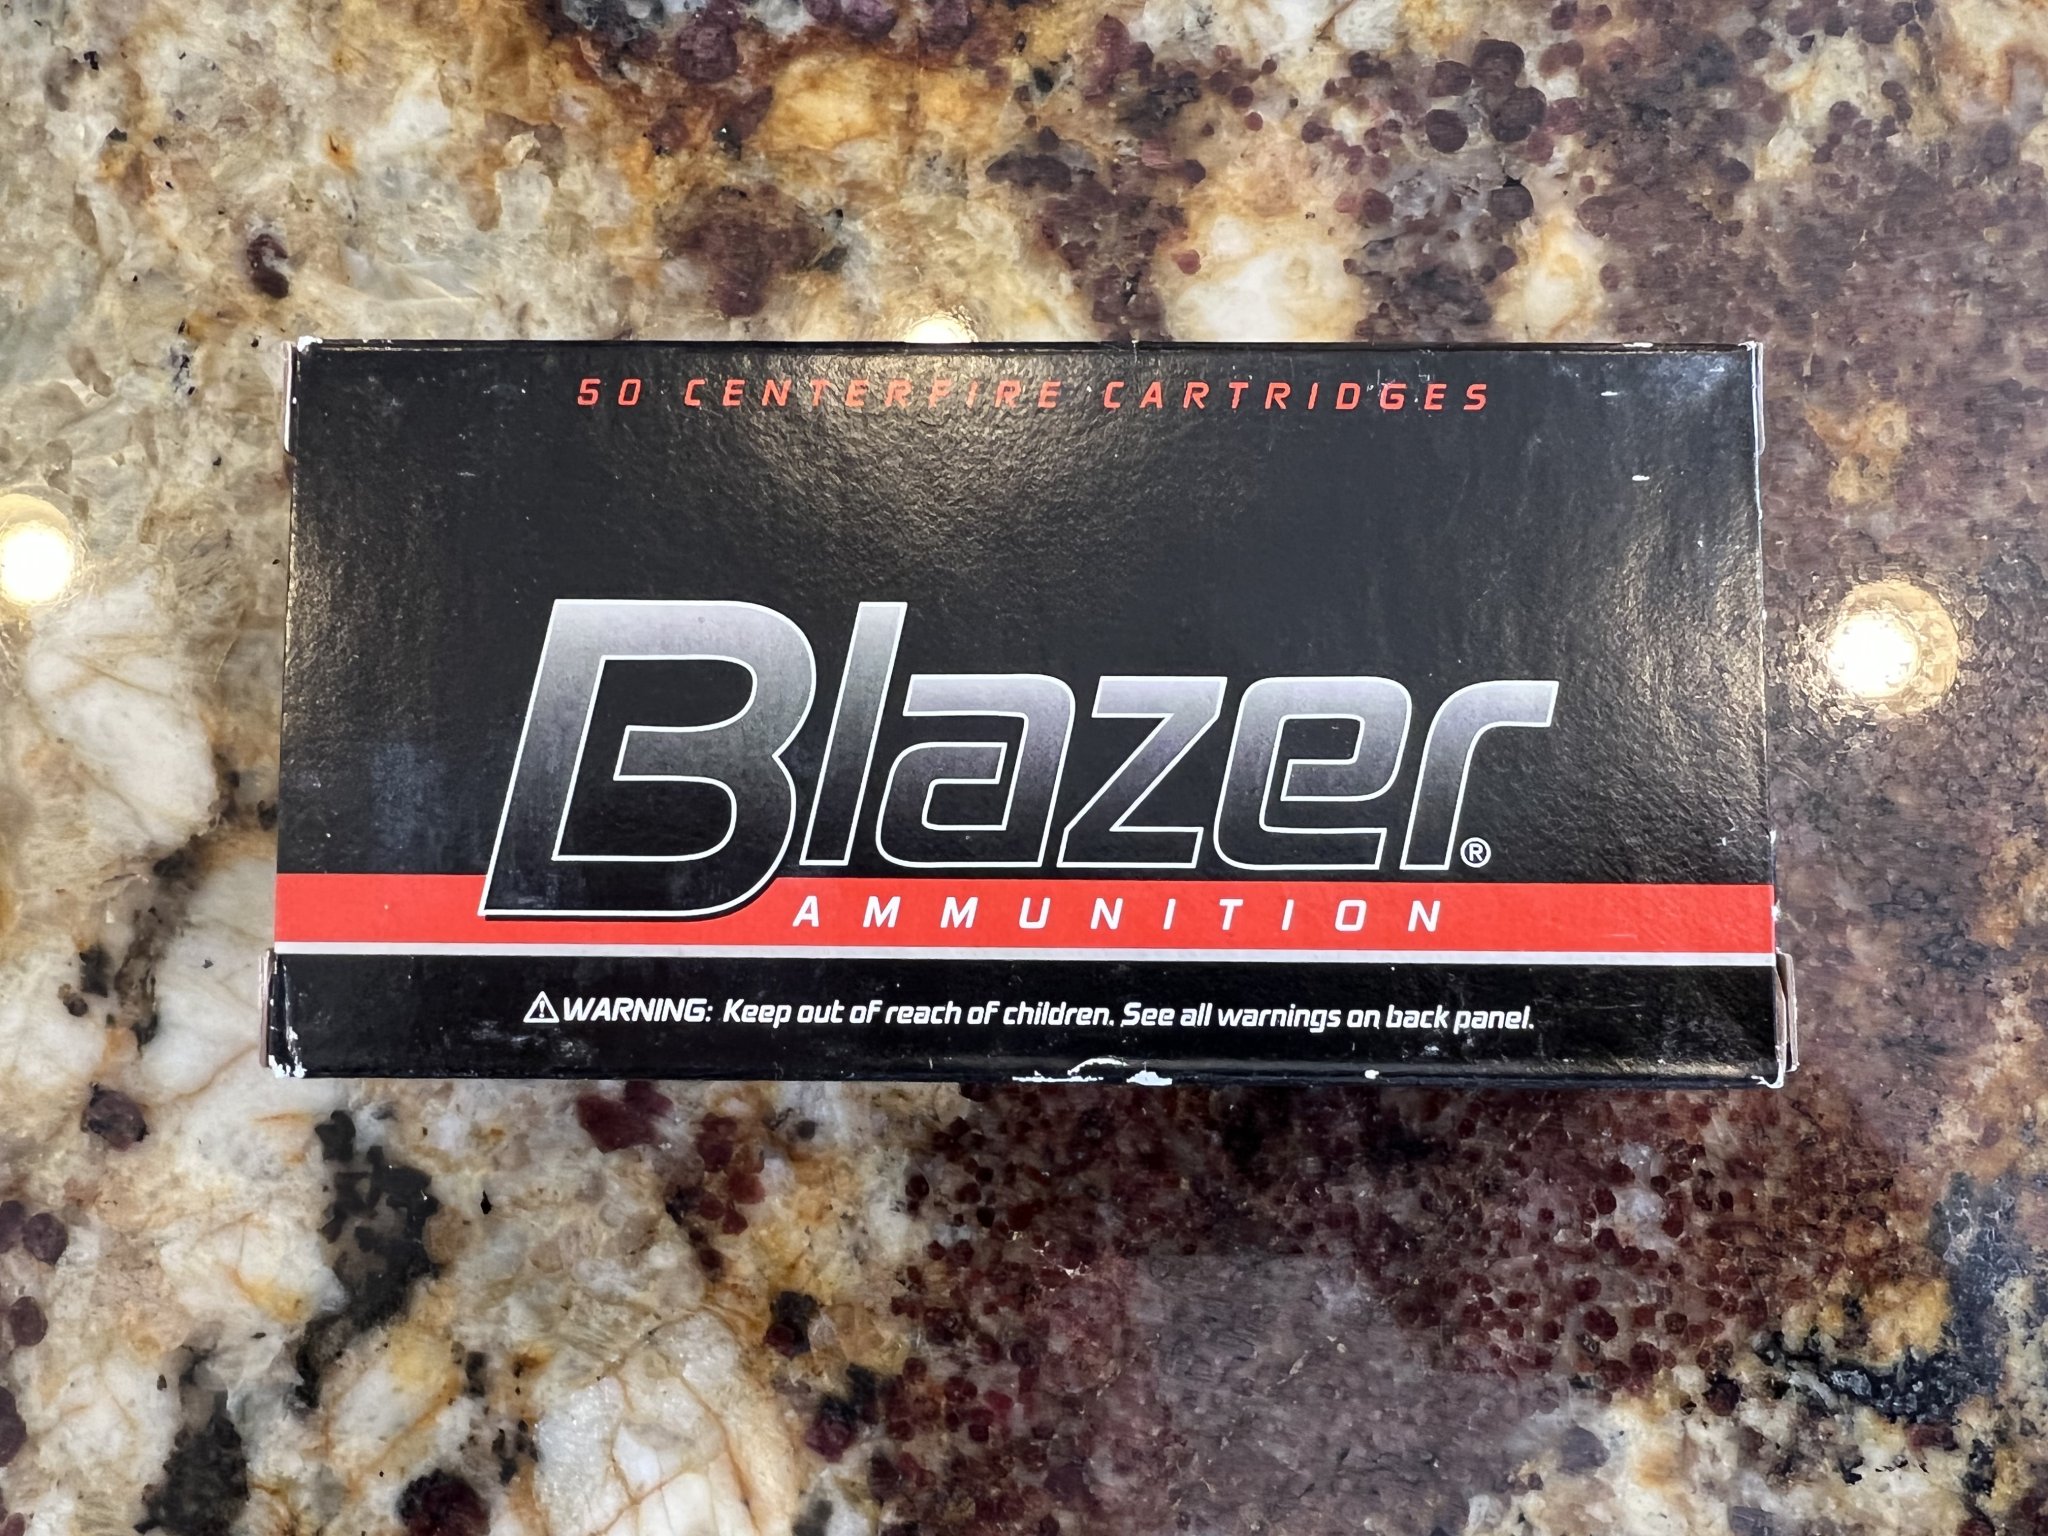 50 CENTERFIRE CARTRIDGES
Blazer®
AMMUNITION
⚠WARNING: Keep out of reach of children. See all warnings on back panel.